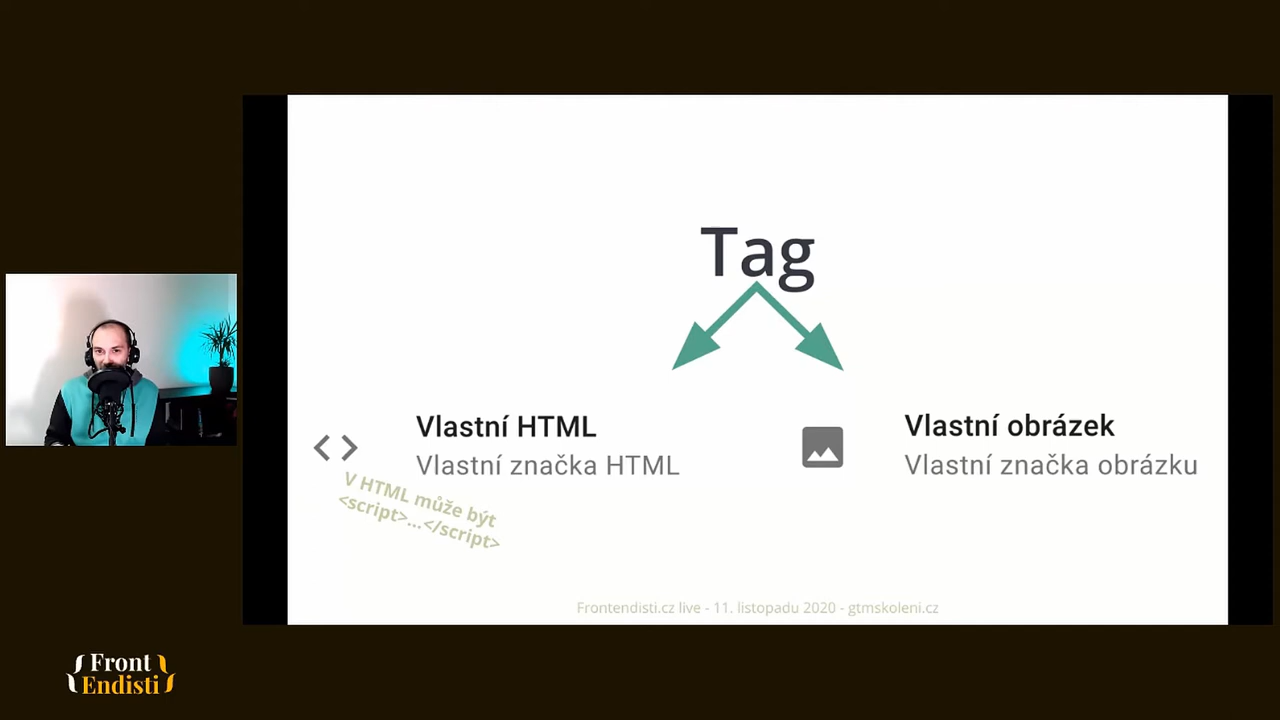 Tag
Vlastní HTML
Vlastní značka HTML
V HTML může být
<script>...</script>
Vlastní obrázek
Vlastní značka obrázku
Frontendisti.cz live - 11. listopadu 2020 - gtmskoleni.cz
{Front}
{Endisti}